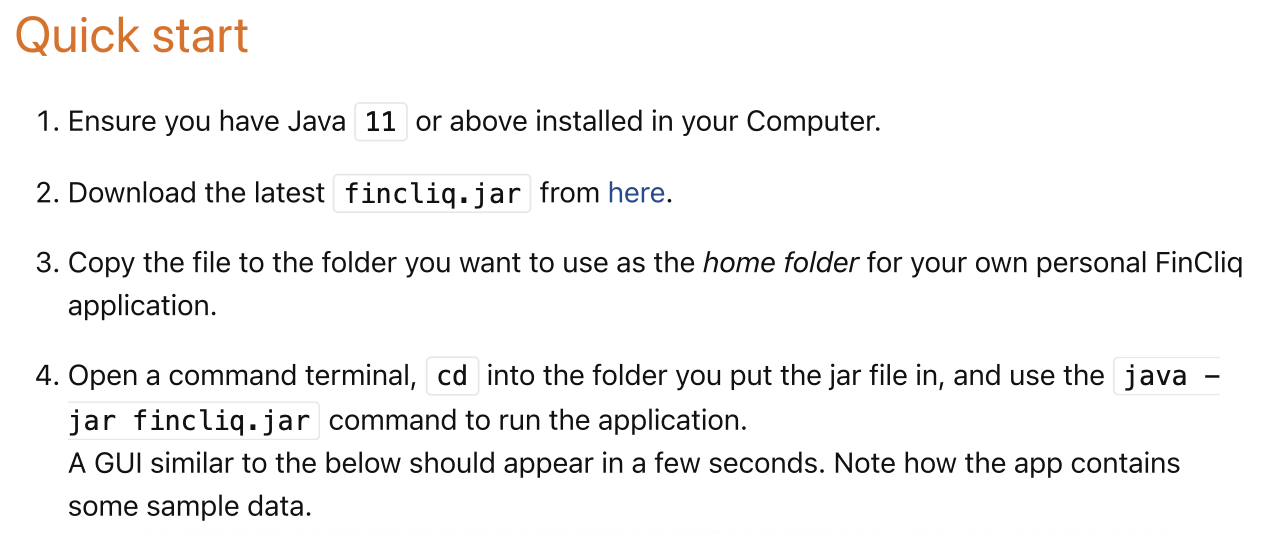 Quick start
1. Ensure you have Java 11 or above installed in your Computer.
2. Download the latest fincliq.jar from here.
3. Copy the file to the folder you want to use as the home folder for your own personal FinCliq
application.
4. Open a command terminal, cd into the folder you put the jar file in, and use the java -
jar fincliq.jar command to run the application.
A GUI similar to the below should appear in a few seconds. Note how the app contains
some sample data.